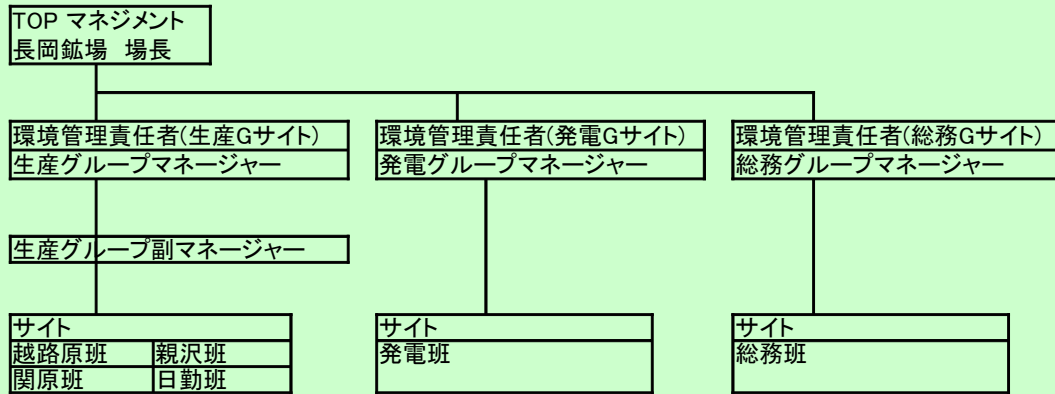 TOP マネジメント
長岡鉱場　場長
環境管理責任者(生産Gサイト)
生産グループマネージャー
環境管理責任者(発電Gサイト)
発電グループマネージャー
環境管理責任者(総務Gサイト)
総務グループマネージャー
生産グループ副マネージャー
サイト
越路原班 親沢班
関原班 日勤班
サイト
発電班
サイト
総務班